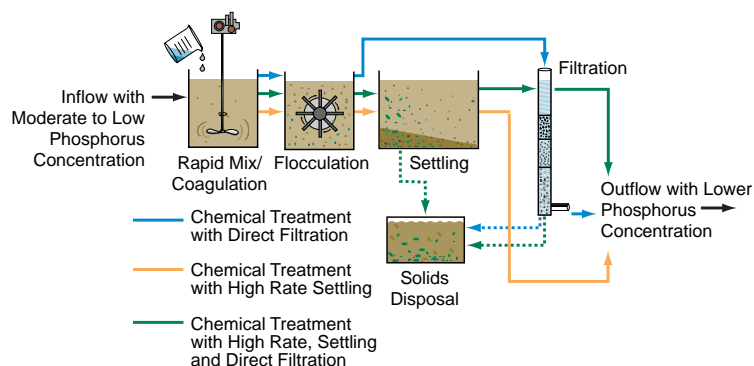 Filtration
Inflow with
Moderate to Low
Phosphorus
Concentration
Rapid Mix/
Coagulation
Flocculation
Settling
Outflow with Lower
Phosphorus
Concentration
Solids
Disposal
Chemical Treatment
with Direct Filtration
Chemical Treatment
with High Rate Settling
Chemical Treatment
with High Rate, Settling
and Direct Filtration